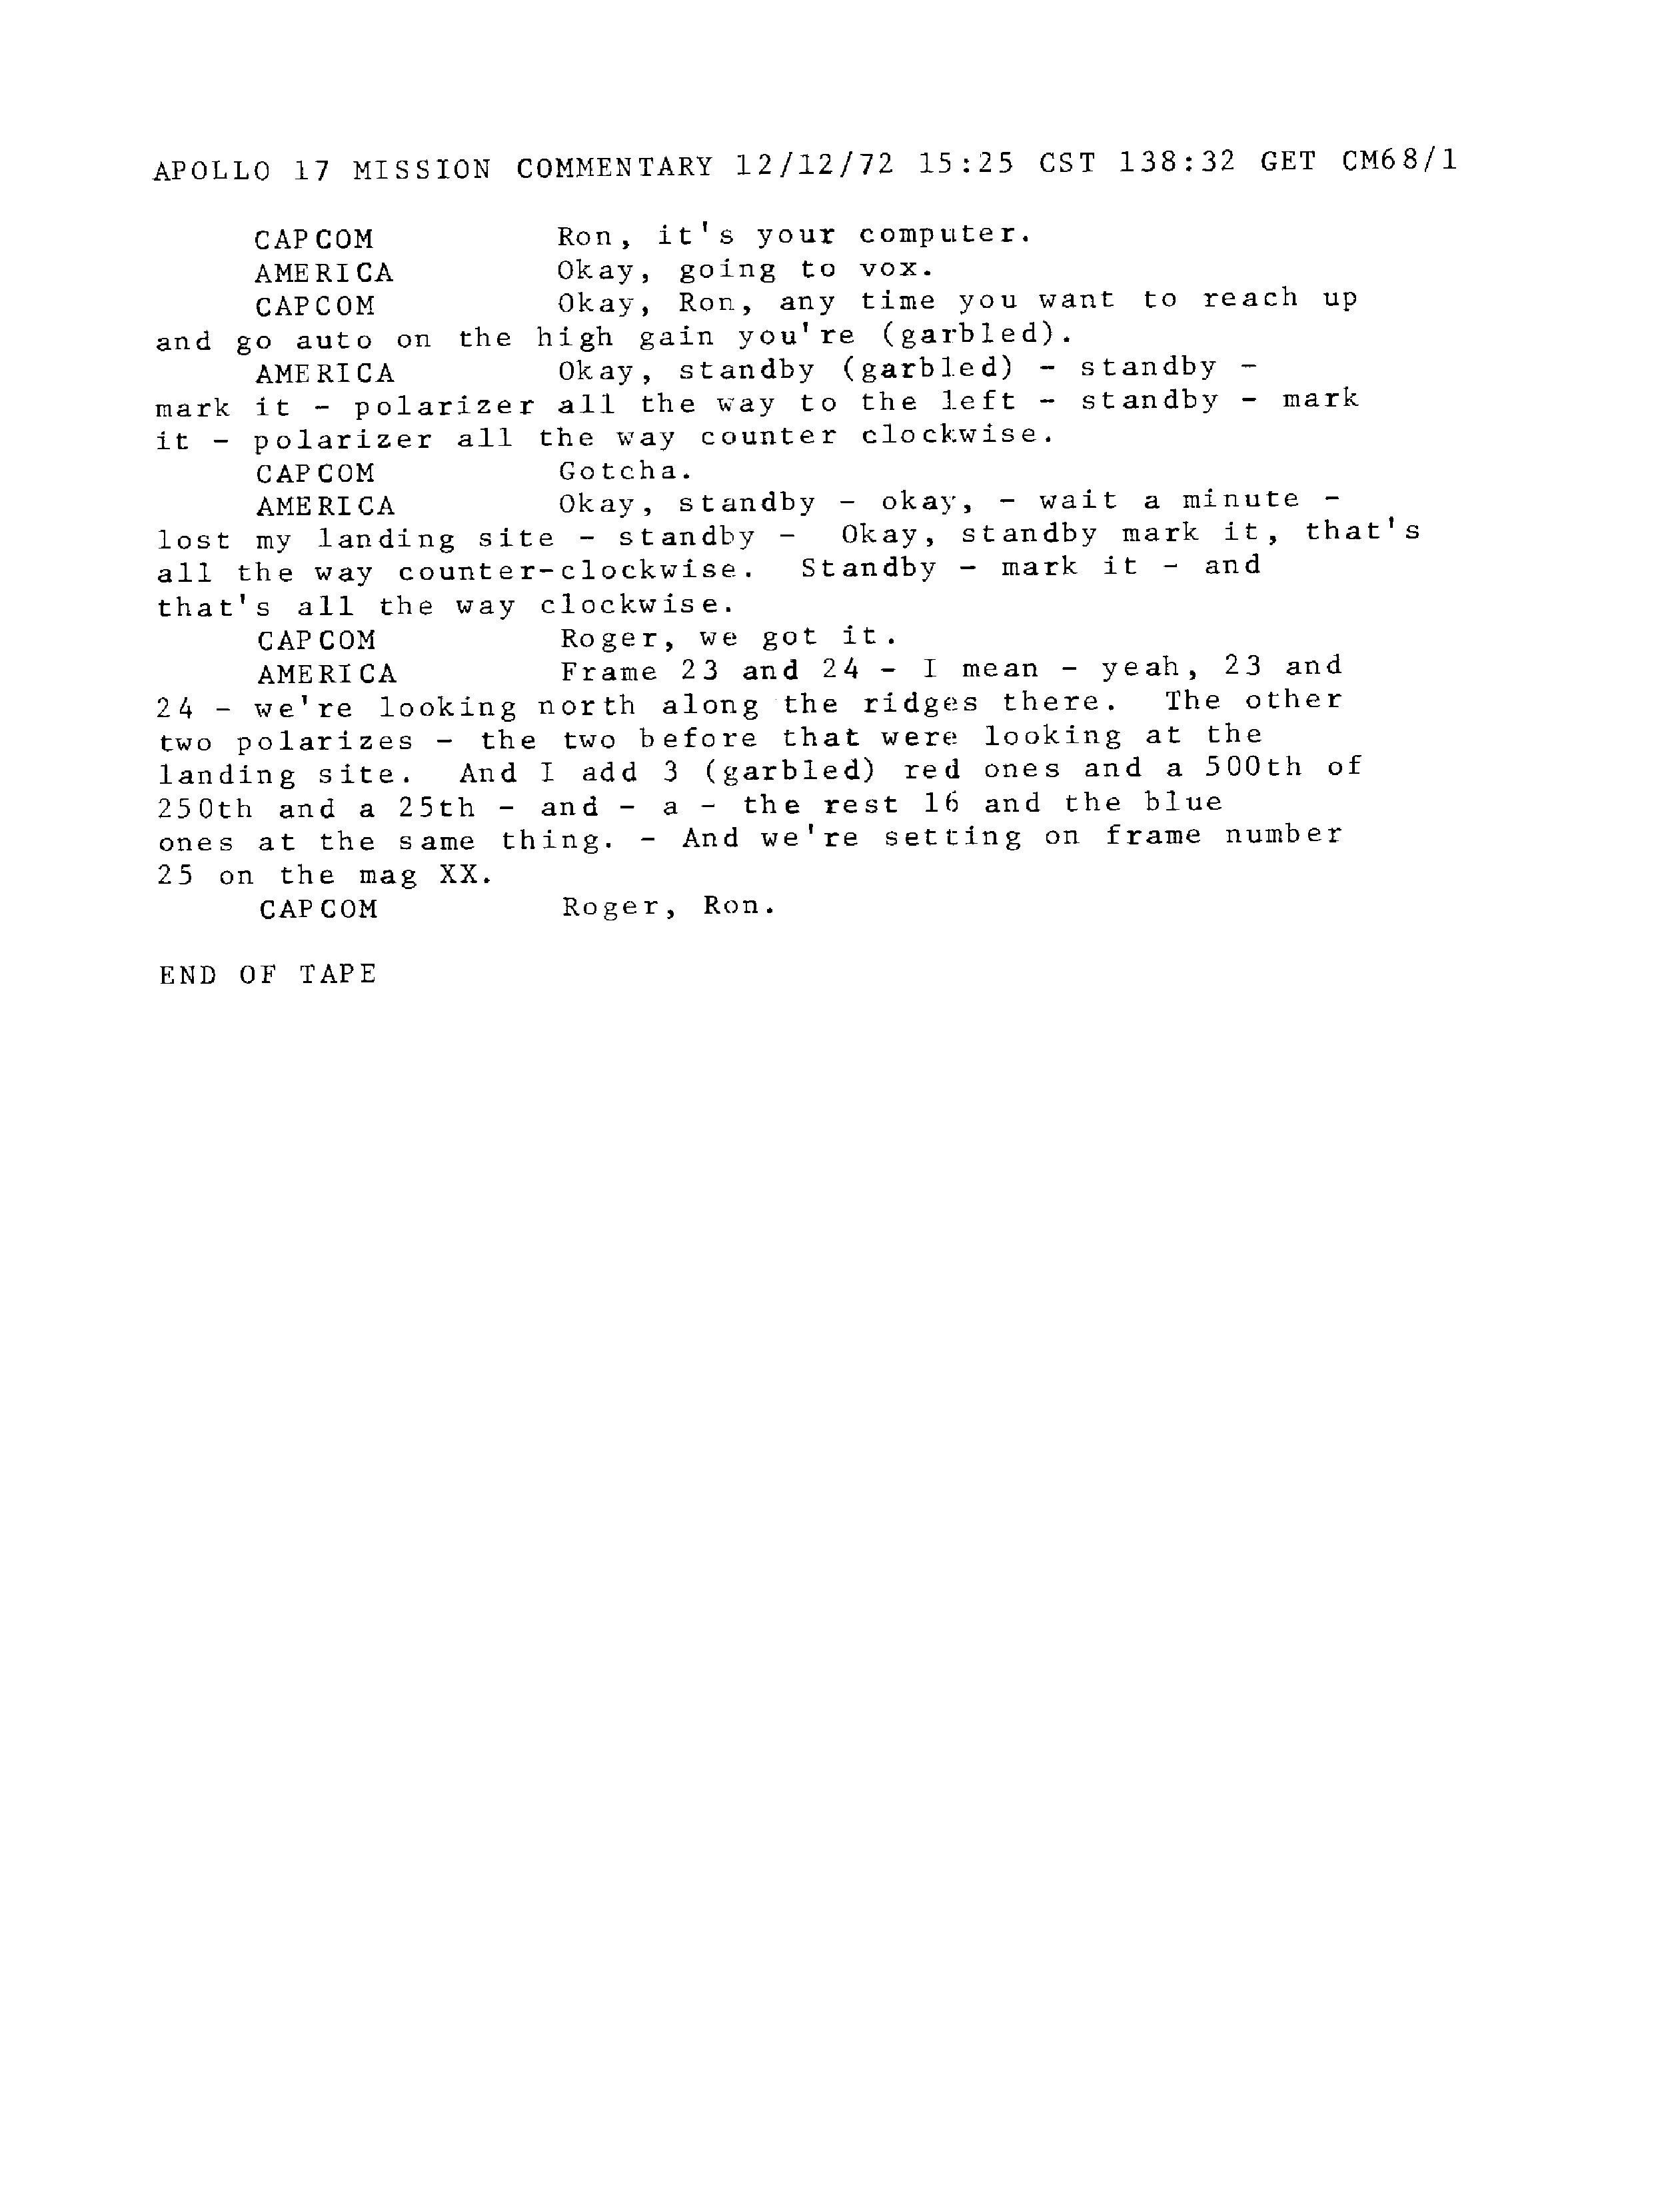 APOLLO 17 MISSION COMMENTARY 12/12/72 15:25 CST 138:32 GET CM68/1
CAPCOM Ron, it's your computer.
AMERICA Okay, going to vox.
CAPCOM Okay, Ron, any time you want to reach up
and go auto on the high gain you're (garbled).
AMERICA Okay, standby (garbled) - standby -
mark it - polarizer all the way to the left - standby - mark
it - polarizer all the way counter clockwise.
CAPCOM Gotcha.
AMERICA Okay, standby - okay, - wait a minute -
lost my landing site - standby - Okay, standby mark it, that's
all the way counter-clockwise. Standby - mark it - and
that's all the way clockwise.
CAPCOM Roger, we got it.
AMERICA Frame 23 and 24 - I mean - yeah, 23 and
24 - we're looking north along the ridges there. The other
two polarizes - the two before that were looking at the
landing site. And I add 3 (garbled) red ones and a 500th of
250th and a 25th - and - a - the rest 16 and the blue
ones at the same thing. - And we're setting on frame number
25 on the mag XX.
CAPCOM Roger, Ron.
END OF TAPE